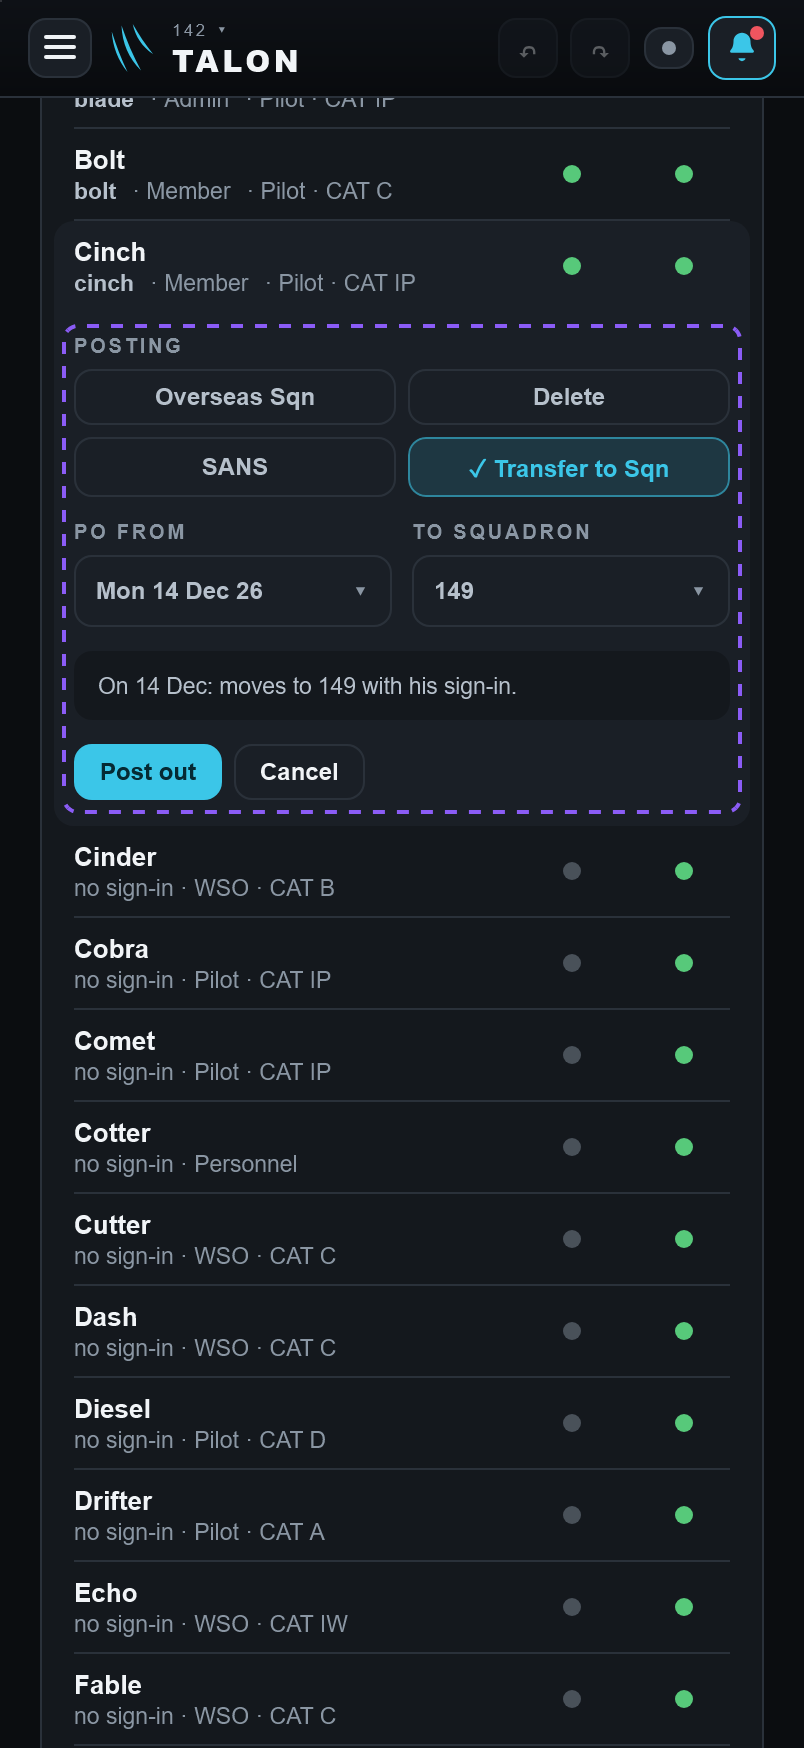 142 ▾
TALON
blade · Admin · Pilot · CAT IP
Bolt
bolt · Member · Pilot · CAT C
Cinch
cinch · Member · Pilot · CAT IP
POSTING
Overseas Sqn
Delete
SANS
✓ Transfer to Sqn
PO FROM
TO SQUADRON
Mon 14 Dec 26 ▾
149 ▾
On 14 Dec: moves to 149 with his sign-in.
Post out
Cancel
Cinder
no sign-in · WSO · CAT B
Cobra
no sign-in · Pilot · CAT IP
Comet
no sign-in · Pilot · CAT IP
Cotter
no sign-in · Personnel
Cutter
no sign-in · WSO · CAT C
Dash
no sign-in · WSO · CAT C
Diesel
no sign-in · Pilot · CAT D
Drifter
no sign-in · Pilot · CAT A
Echo
no sign-in · WSO · CAT IW
Fable
no sign-in · WSO · CAT C